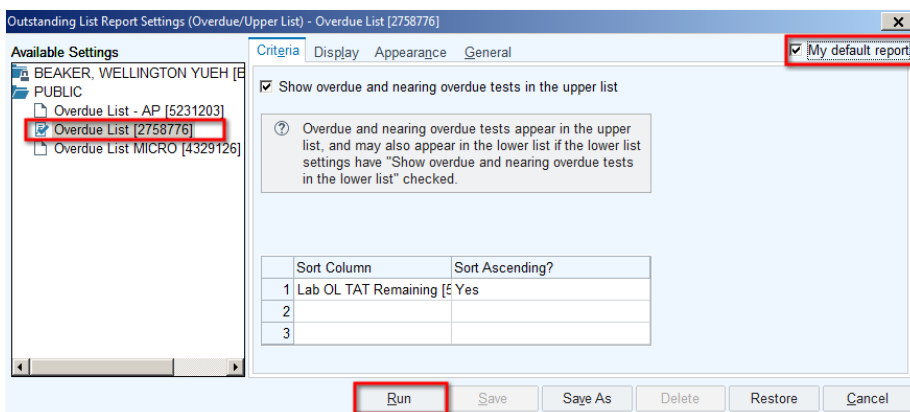 Outstanding List Report Settings (Overdue/Upper List) - Overdue List [2758776]
Available Settings
BEAKER, WELLINGTON YUEH [B
PUBLIC
Overdue List - AP [5231203]
Overdue List [2758776]
Overdue List MICRO [4329126]
Criteria Display Appearance General
My default report
Show overdue and nearing overdue tests in the upper list
Overdue and nearing overdue tests appear in the upper
list, and may also appear in the lower list if the lower list
settings have "Show overdue and nearing overdue tests
in the lower list" checked.
Sort Column Sort Ascending?
1 Lab OL TAT Remaining [5 Yes
2
3
Run Save Save As Delete Restore Cancel